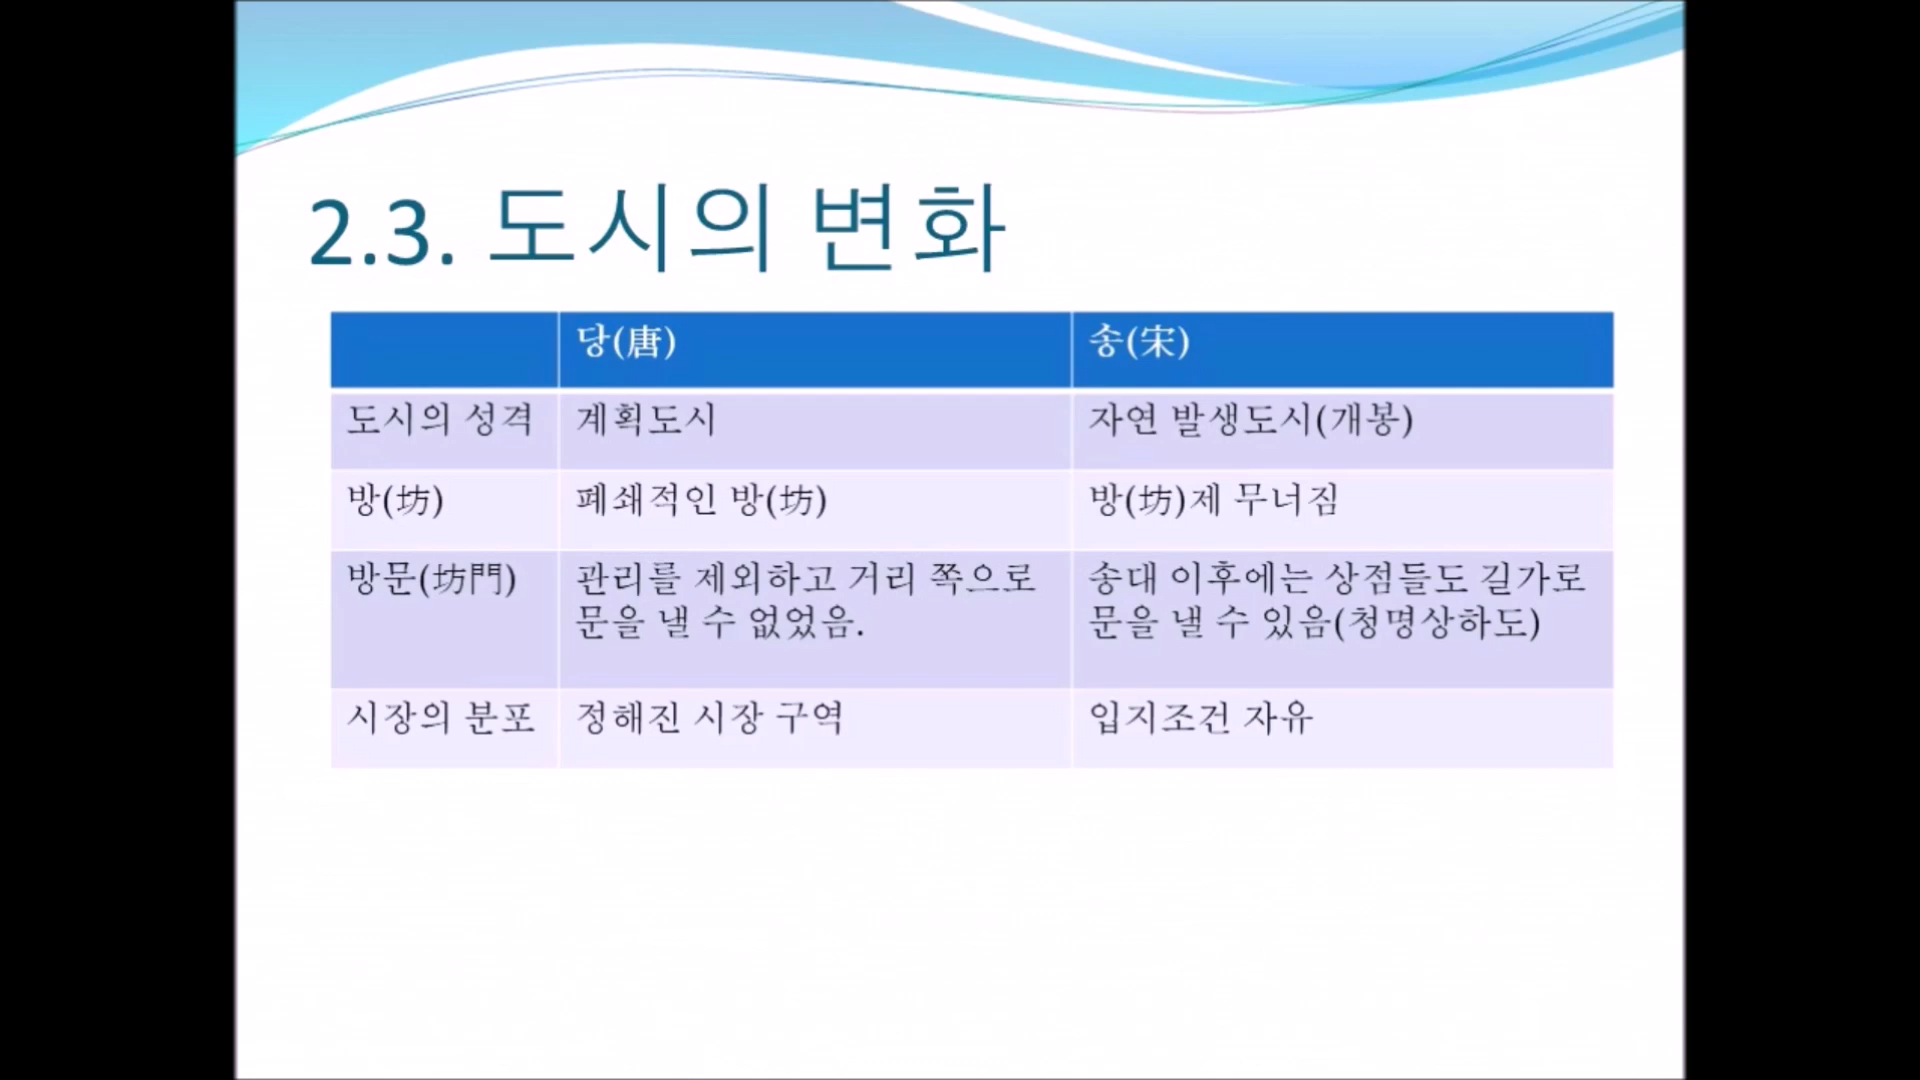 2.3. 도시의 변화
당(唐) 송(宋)
도시의 성격 계획도시 자연 발생도시(개봉)
방(坊) 폐쇄적인 방(坊) 방(坊)제 무너짐
방문(坊門) 관리를 제외하고 거리 쪽으로 송대 이후에는 상점들도 길가로
문을 낼 수 없었음. 문을 낼 수 있음(청명상하도)
시장의 분포 정해진 시장 구역 입지조건 자유